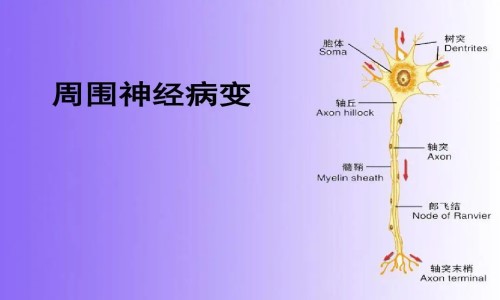 周围神经病变
胞体
Soma
树突
Dentrites
轴丘
Axon hillock
轴突
Axon
髓鞘
Myelin sheath
郎飞结
Node of Ranvier
轴突末梢
Axon terminal